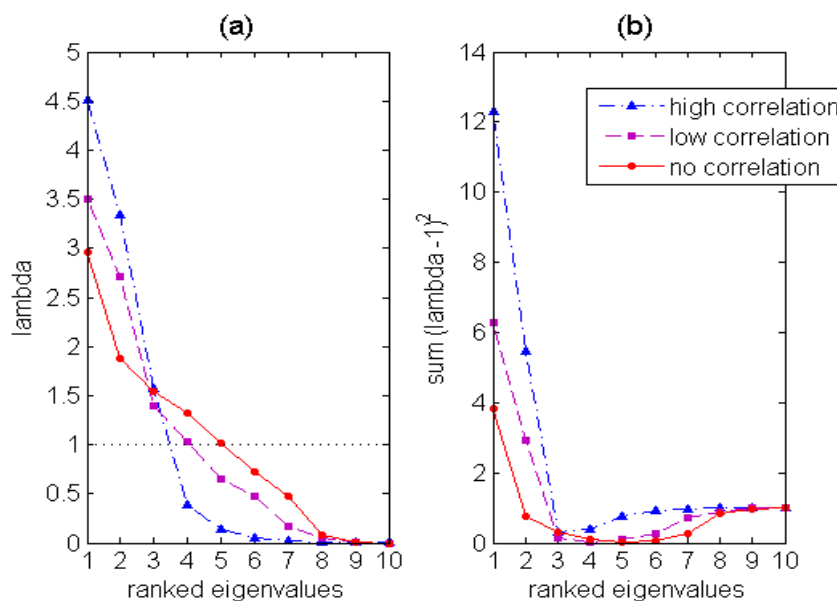 (a)
5
4.5
4
3.5
3
2.5
2
1.5
1
0.5
0
lambda
1 2 3 4 5 6 7 8 9 10
ranked eigenvalues
(b)
14
12
10
8
6
4
2
0
sum (lambda -1)^2
high correlation
low correlation
no correlation
1 2 3 4 5 6 7 8 9 10
ranked eigenvalues